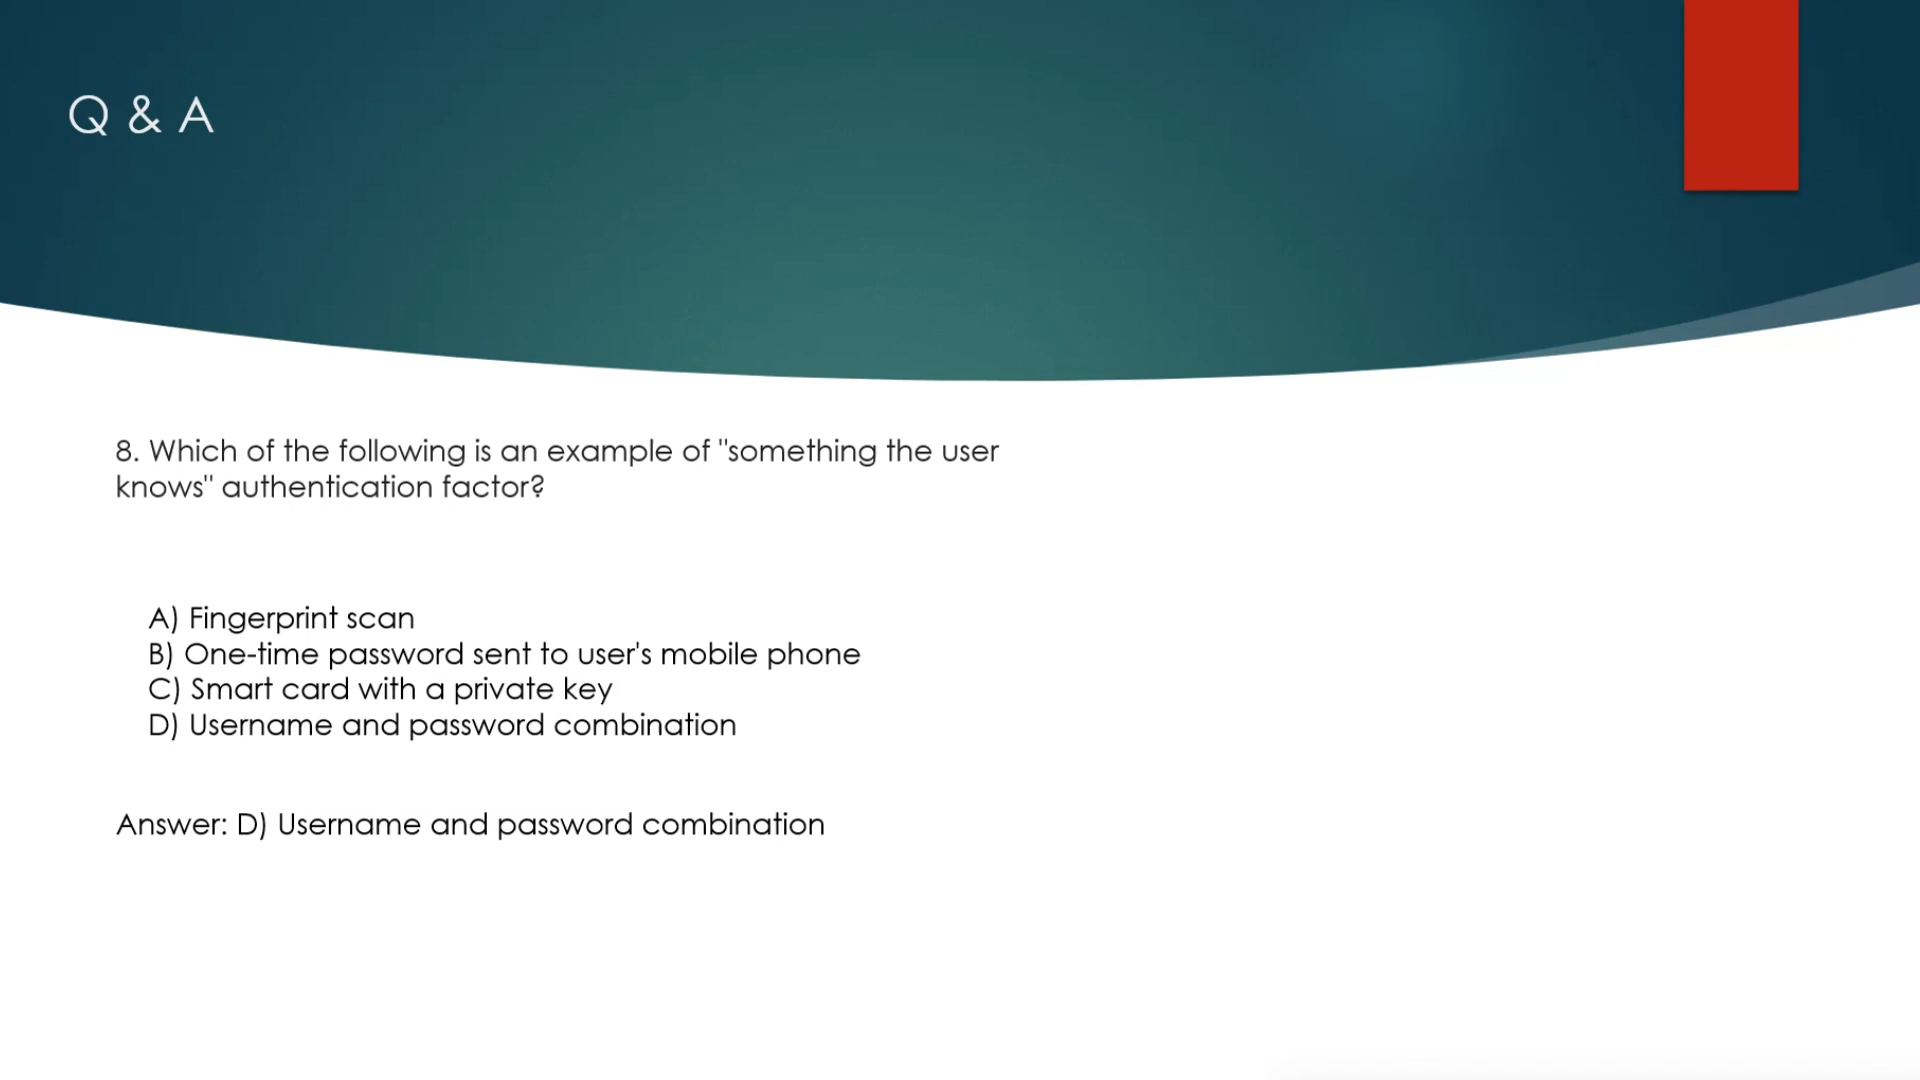 Q & A
8. Which of the following is an example of "something the user
knows" authentication factor?
A) Fingerprint scan
B) One-time password sent to user's mobile phone
C) Smart card with a private key
D) Username and password combination
Answer: D) Username and password combination